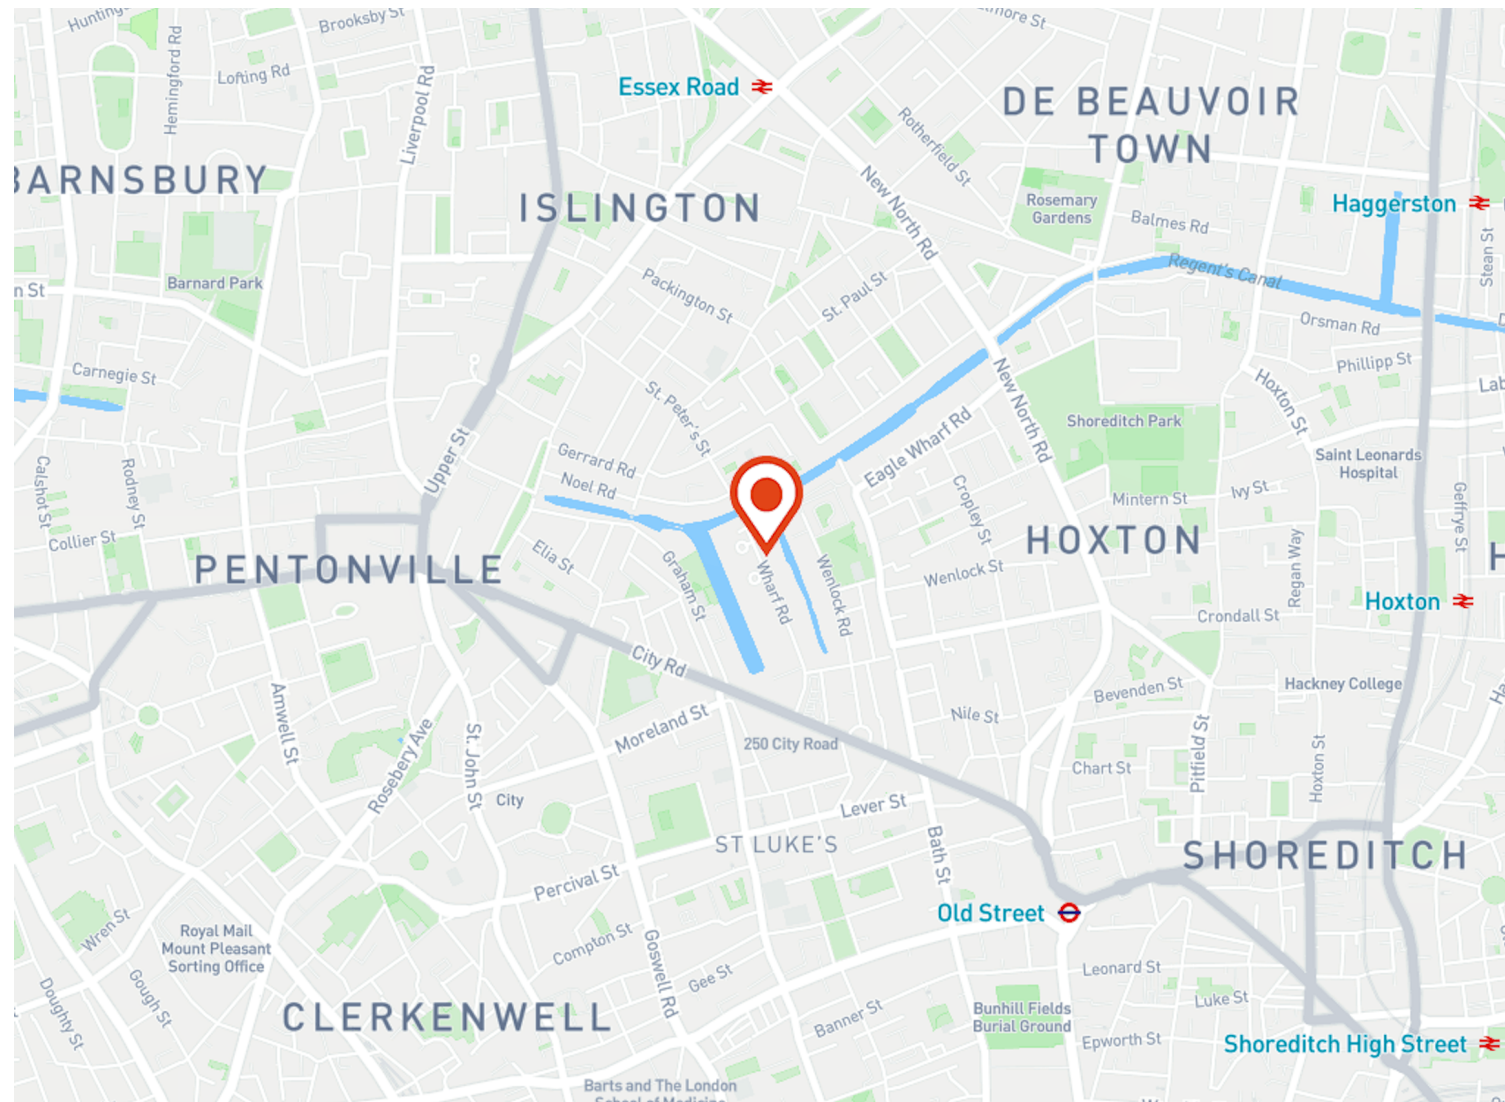 Brooksby St
Hemingford Rd
Lofting Rd
Liverpool Rd
Essex Road
DE BEAUVOIR
TOWN
Rotherfield St
BARNSBURY
ISLINGTON
New North Rd
Rosemary
Gardens
Balmes Rd
Haggerston
Stean St
Barnard Park
n St
Packington St
St. Paul St
Regent's Canal
Orsman Rd
Phillipp St
Carnegie St
St. Peter's St
New North Rd
Hoxton St
Lab
Shoreditch Park
Eagle Wharf Rd
Upper St
Gerrard Rd
Noel Rd
Saint Leonards
Hospital
Calshot St
Rodney St
Cropley St
Mintern St
Ivy St
Geffrye St
Collier St
PENTONVILLE
Elia St
Graham St
Wharf Rd
Wenlock Rd
Wenlock St
HOXTON
Regan Way
H
Hoxton
Crondall St
City Rd
Bevenden St
Hackney College
Ha
Amwell St
Rosebery Ave
St. John St
Moreland St
250 City Road
Nile St
Pitfield St
Hoxton St
Chart St
City
Lever St
ST LUKE'S
Bath St
SHOREDITCH
Percival St
Old Street
Wren St
Royal Mail
Mount Pleasant
Sorting Office
Compton St
Goswell Rd
Gee St
Leonard St
Luke St
Doughty St
Gough St
CLERKENWELL
Banner St
Bunhill Fields
Burial Ground
Epworth St
Shoreditch High Street
Barts and The London
School of Medicine